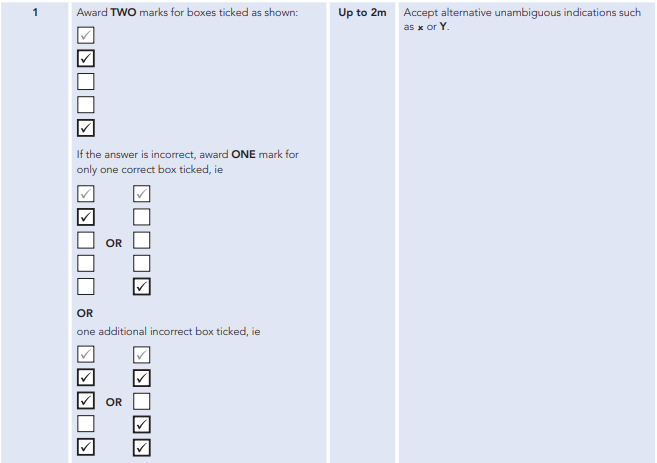 1
Award TWO marks for boxes ticked as shown:
Up to 2m
Accept alternative unambiguous indications such
as x or Y.
If the answer is incorrect, award ONE mark for
only one correct box ticked, ie
OR
OR
one additional incorrect box ticked, ie
OR